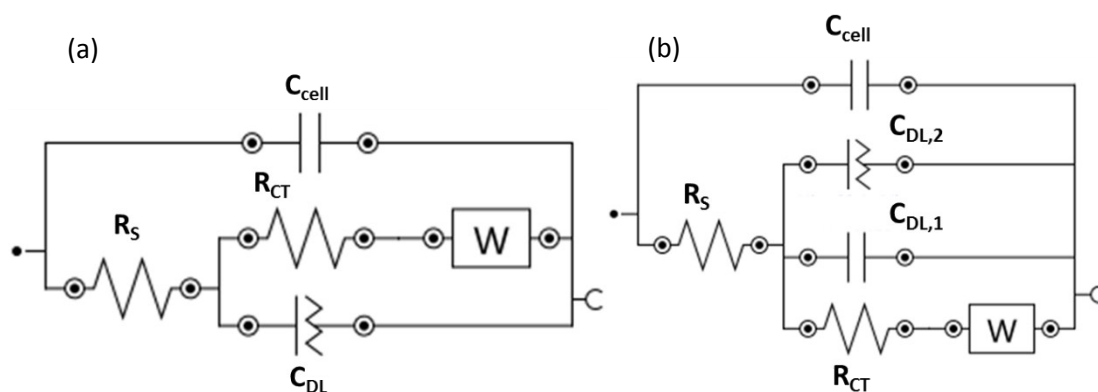 (a)
C_cell
R_CT
W
R_S
C_DL
(b)
C_cell
C_DL,2
R_S
C_DL,1
W
R_CT